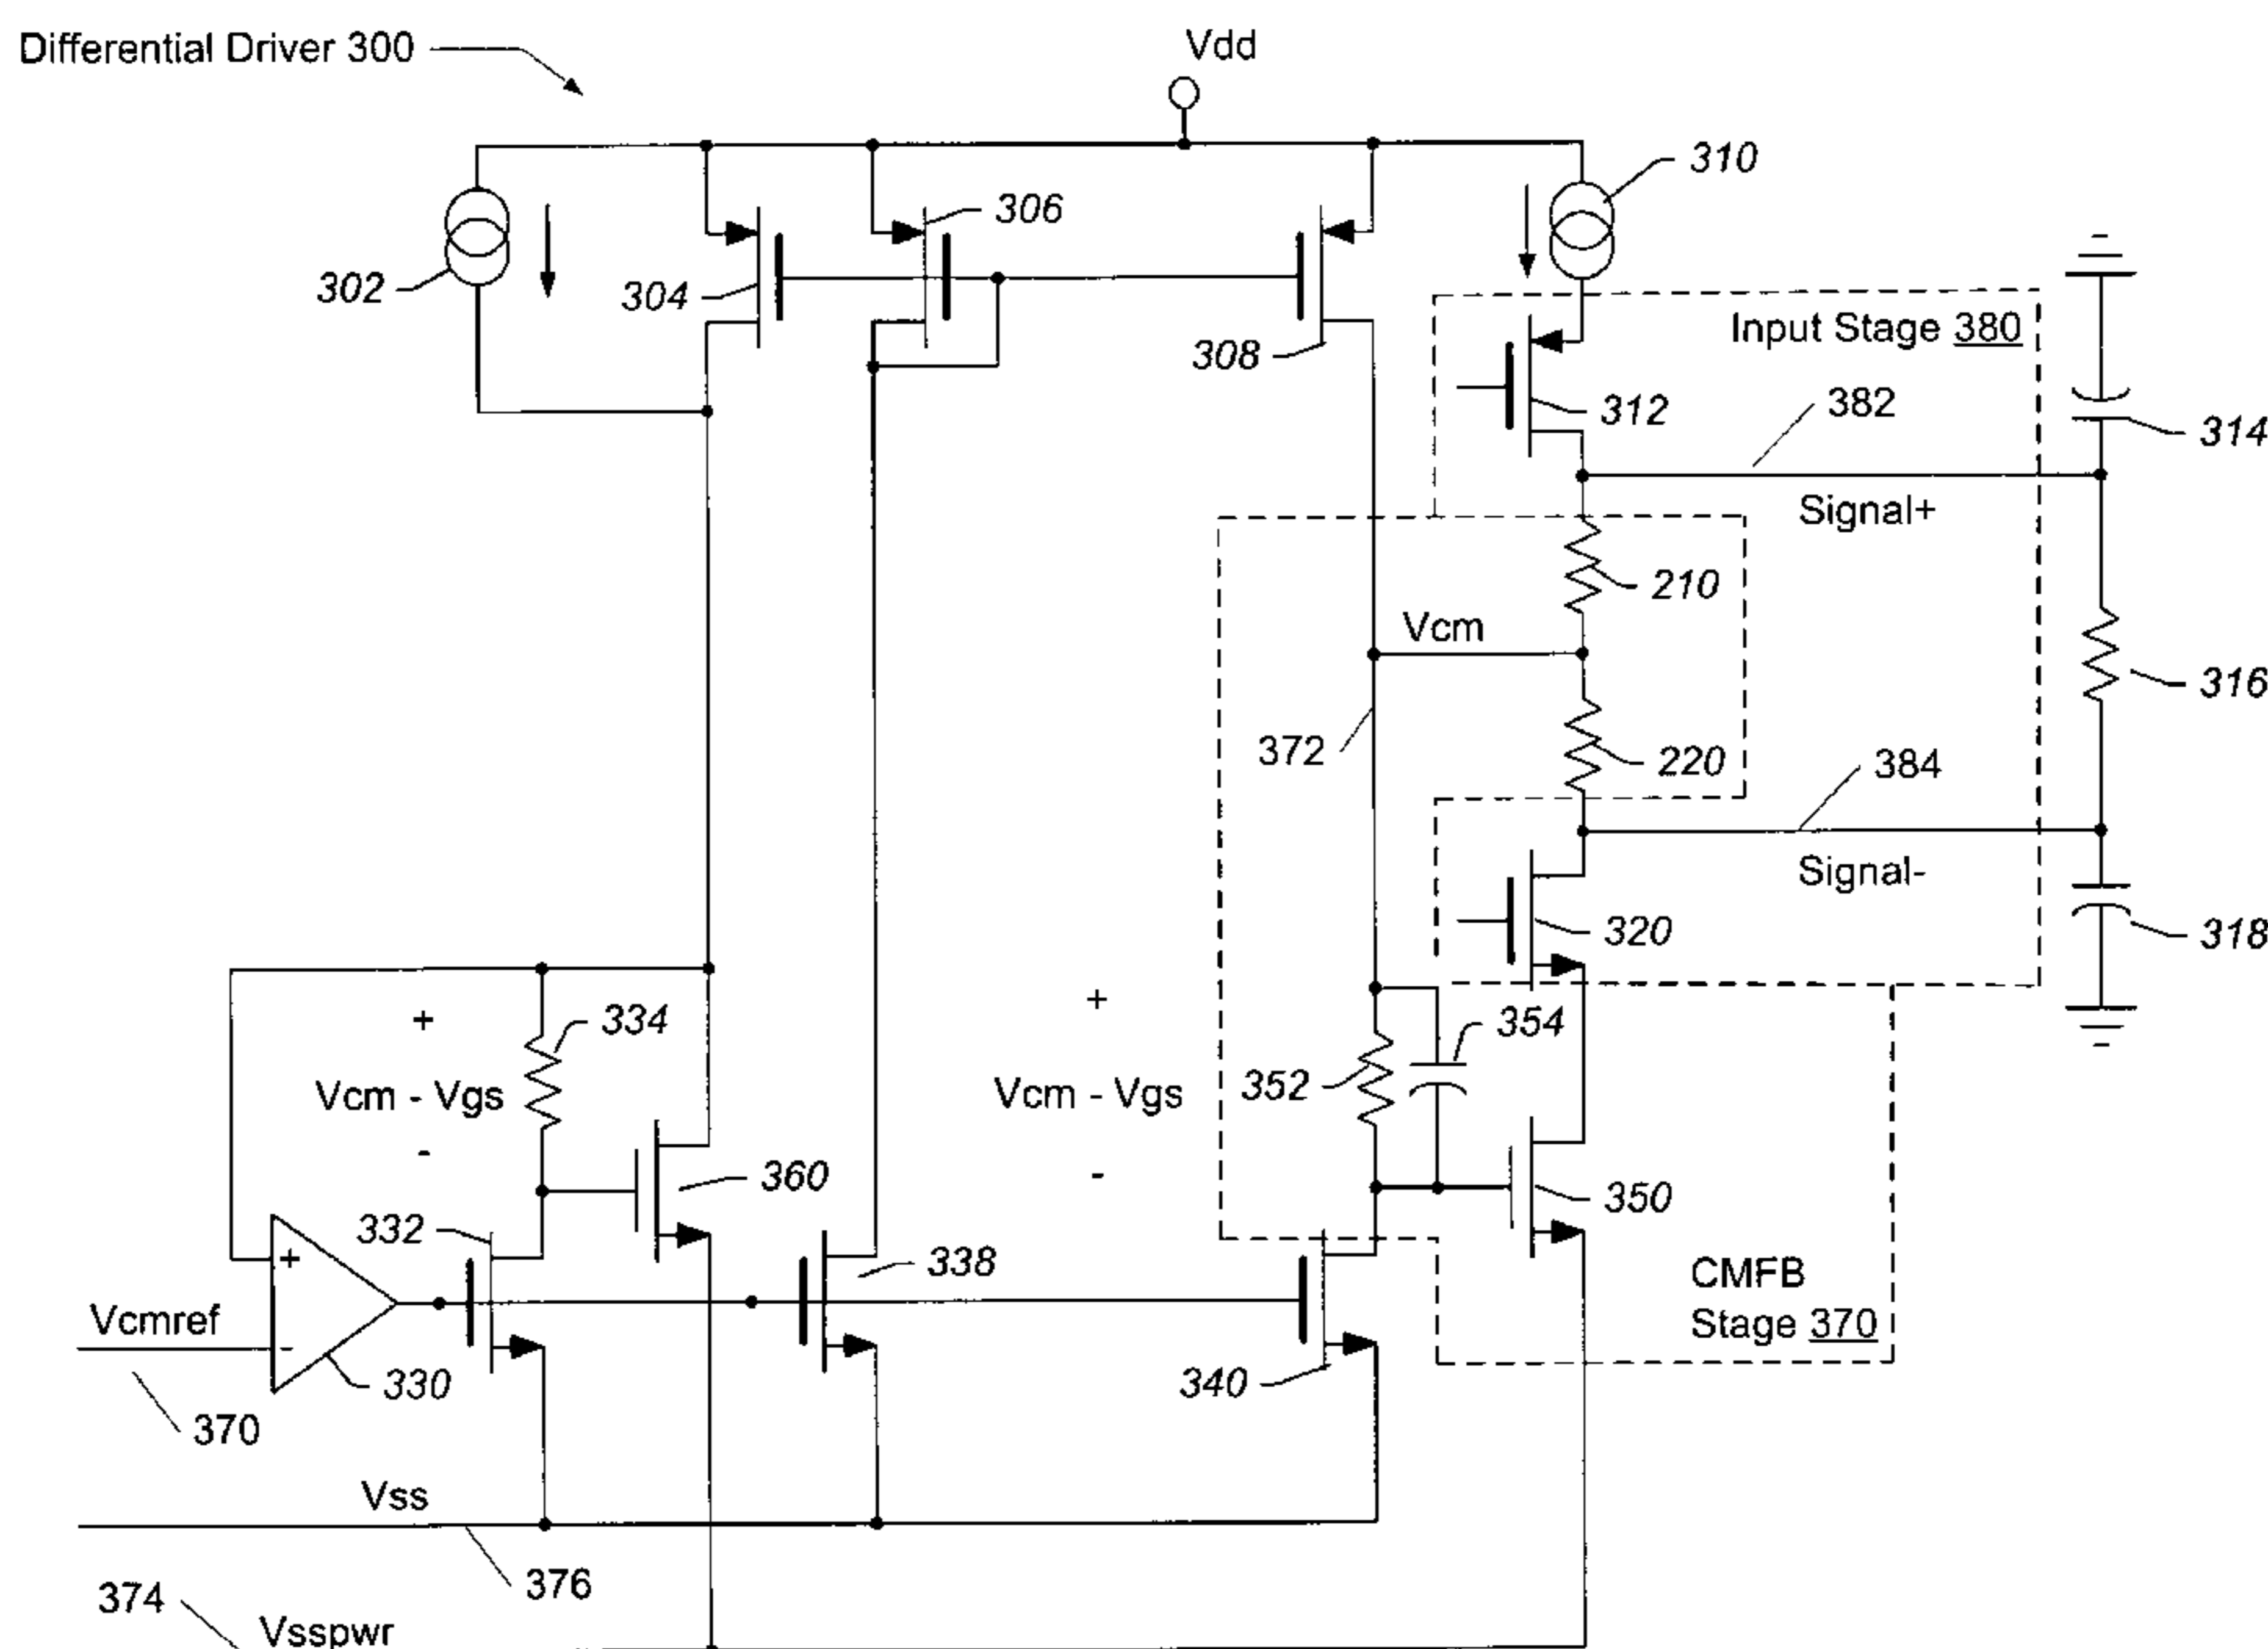 Differential Driver 300
Vdd
310
306
302
304
308
Input Stage 380
312
382
314
Signal+
210
Vcm
316
372
220
384
Signal-
320
318
+
334
+
354
Vcm - Vgs
Vcm - Vgs
352
-
-
360
350
332
338
+
CMFB
Stage 370
Vcmref
-
330
340
370
Vss
376
374
Vsspwr